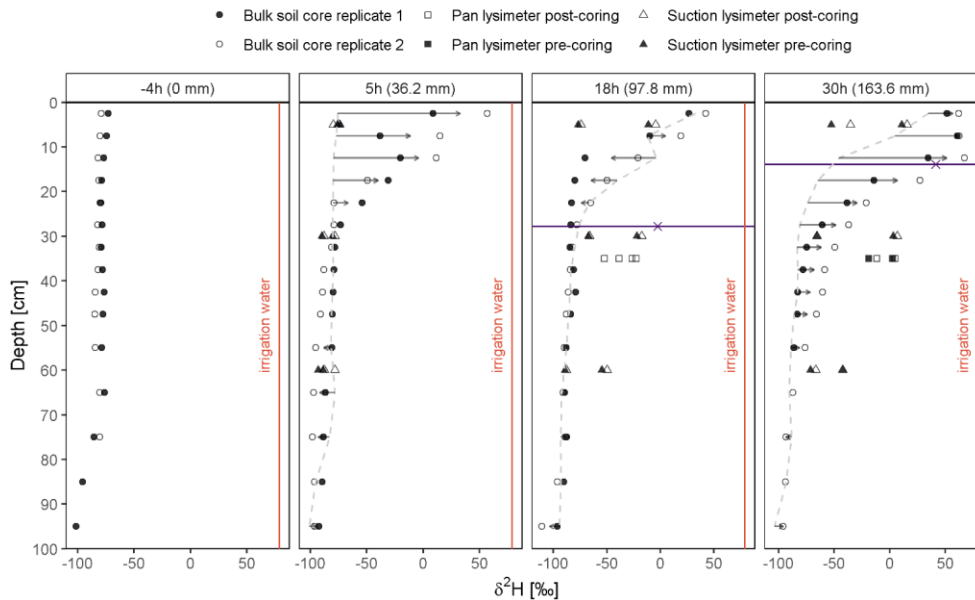 Bulk soil core replicate 1 Pan lysimeter post-coring Suction lysimeter post-coring
Bulk soil core replicate 2 Pan lysimeter pre-coring Suction lysimeter pre-coring
-4h (0 mm) 5h (36.2 mm) 18h (97.8 mm) 30h (163.6 mm)
0
10
20
30
40
50
60
70
80
90
100
Depth [cm]
irrigation water irrigation water irrigation water irrigation water
-100 -50 0 50 -100 -50 0 50 -100 -50 0 50 -100 -50 0 50
δ²H [‰]